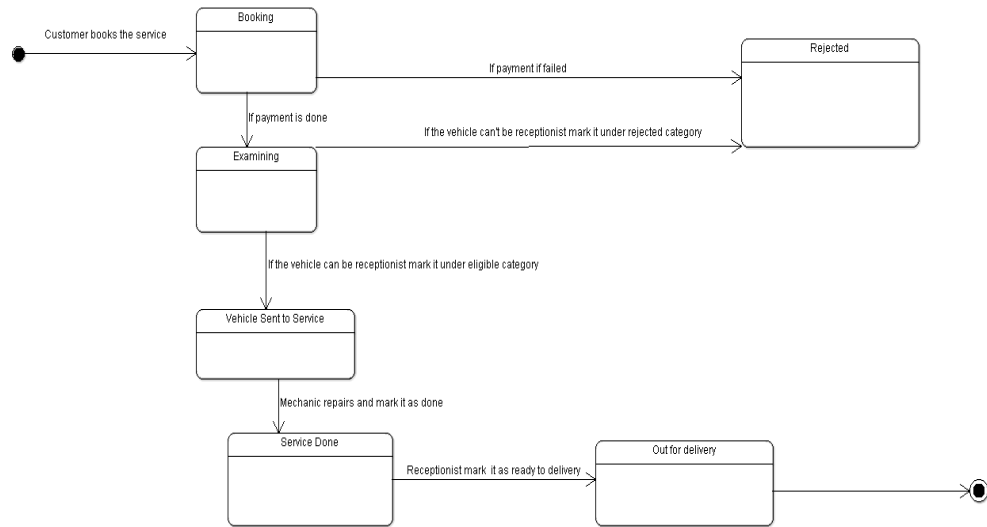 Booking
Customer books the service
Rejected
If payment if failed
If payment is done
If the vehicle can't be receptionist mark it under rejected category
Examining
If the vehicle can be receptionist mark it under eligible category
Vehicle Sent to Service
Mechanic repairs and mark it as done
Service Done
Out for delivery
Receptionist mark it as ready to delivery